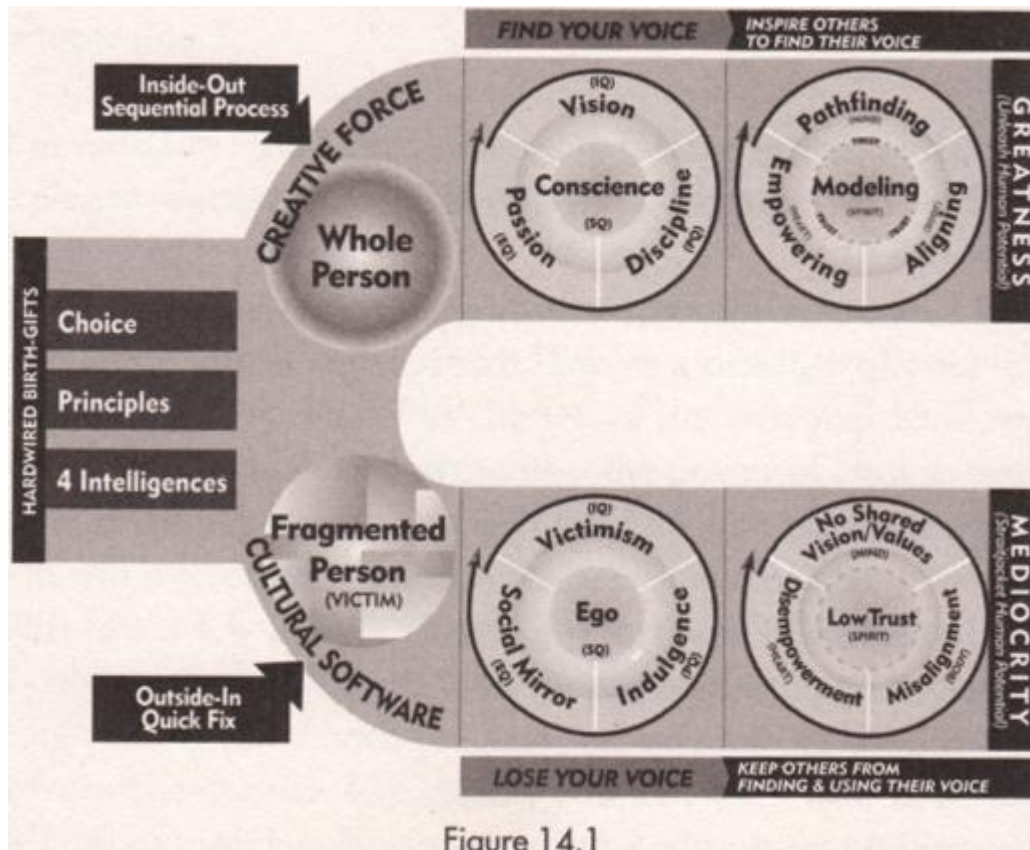 FIND YOUR VOICE
INSPIRE OTHERS
TO FIND THEIR VOICE
Inside-Out
Sequential Process
CREATIVE FORCE
Whole
Person
(IQ)
Vision
Conscience
(SQ)
Passion
(EQ)
Discipline
(PQ)
Pathfinding
(MIND)
TRUST
Modeling
(SPIRIT)
Empowering
(HEART)
TRUST
TRUST
Aligning
(BODY)
GREATNESS
(Unleash Human Potential)
HARDWIRED BIRTH-GIFTS
Choice
Principles
4 Intelligences
Fragmented
Person
(VICTIM)
CULTURAL SOFTWARE
Outside-In
Quick Fix
(IQ)
Victimism
Ego
(SQ)
Social Mirror
(EQ)
Indulgence
(PQ)
No Shared
Vision/Values
(MIND)
Low Trust
(SPIRIT)
Disempowerment
(HEART)
Misalignment
(BODY)
MEDIOCRITY
(Straitjacket Human Potential)
LOSE YOUR VOICE
KEEP OTHERS FROM
FINDING & USING THEIR VOICE
Figure 14.1